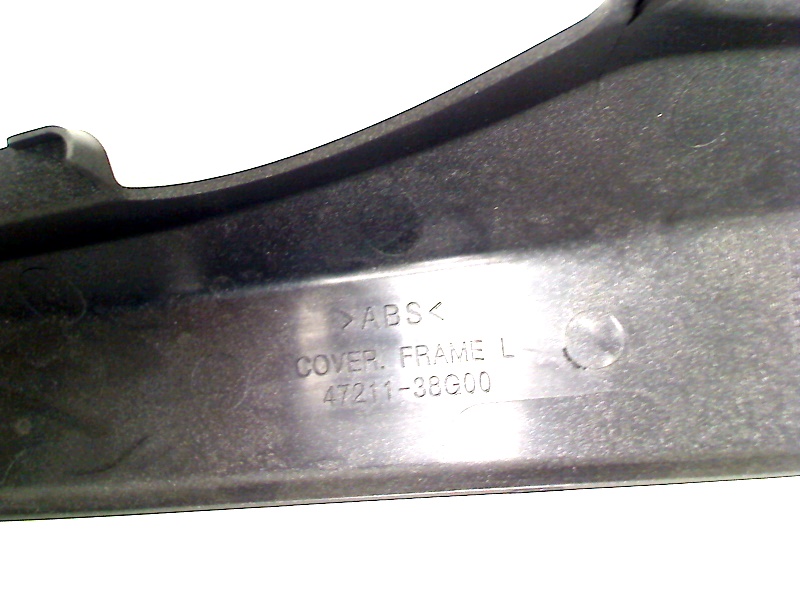 >ABS<
COVER. FRAME L
47211-38G00